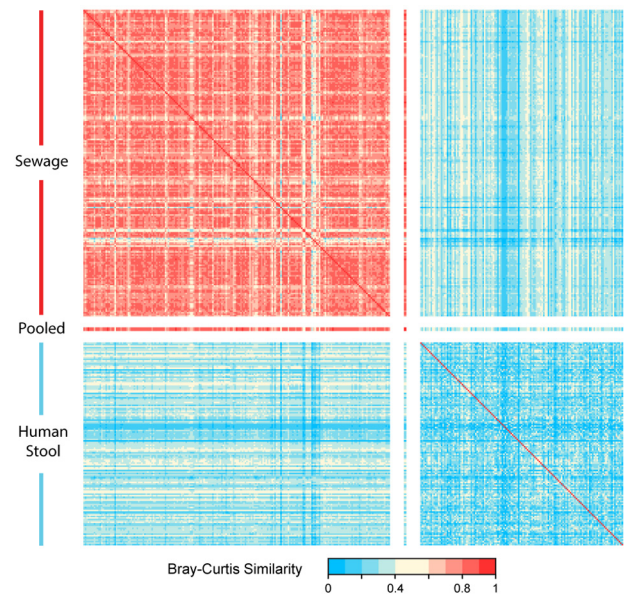 Sewage
Pooled
Human
Stool
Bray-Curtis Similarity
0
0.4
0.8
1